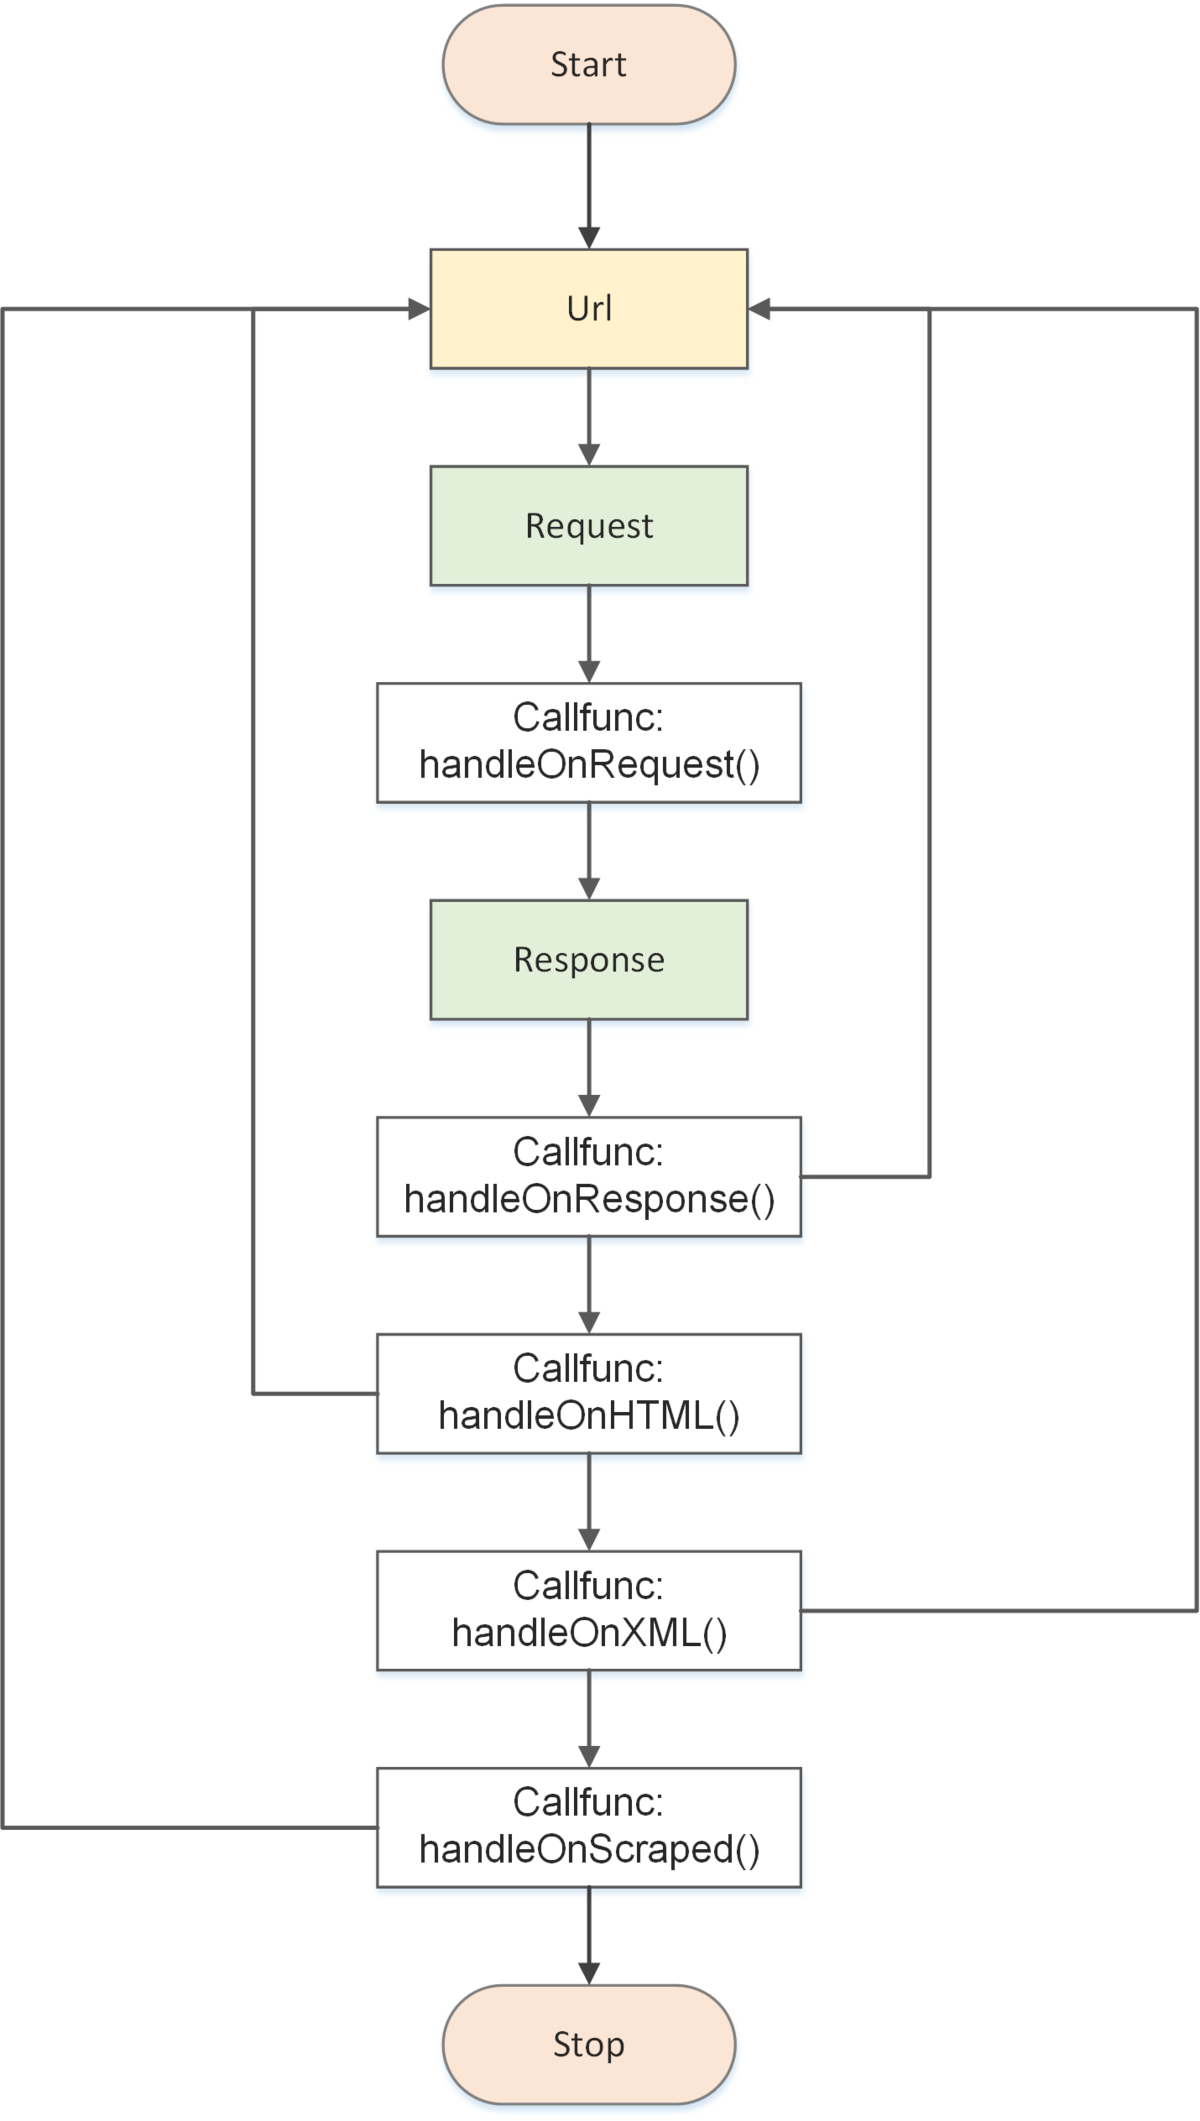 Start
Url
Request
Callfunc:
handleOnRequest()
Response
Callfunc:
handleOnResponse()
Callfunc:
handleOnHTML()
Callfunc:
handleOnXML()
Callfunc:
handleOnScraped()
Stop